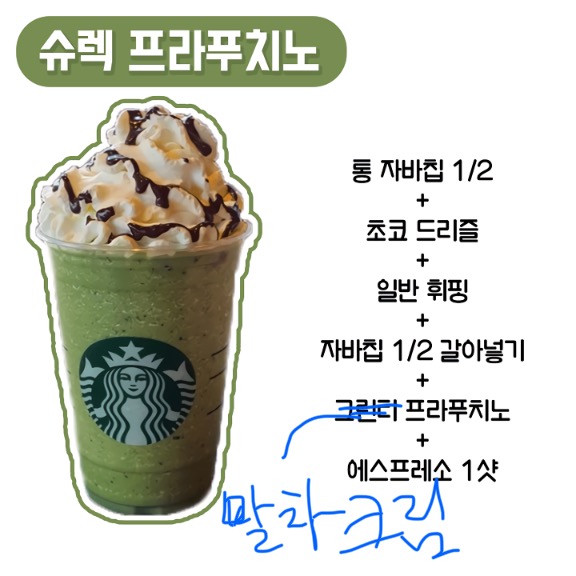 슈렉 프라푸치노
통 자바칩 1/2
+
초코 드리즐
+
일반 휘핑
+
자바칩 1/2 갈아넣기
+
그린티 프라푸치노
+
에스프레소 1샷
말차크림